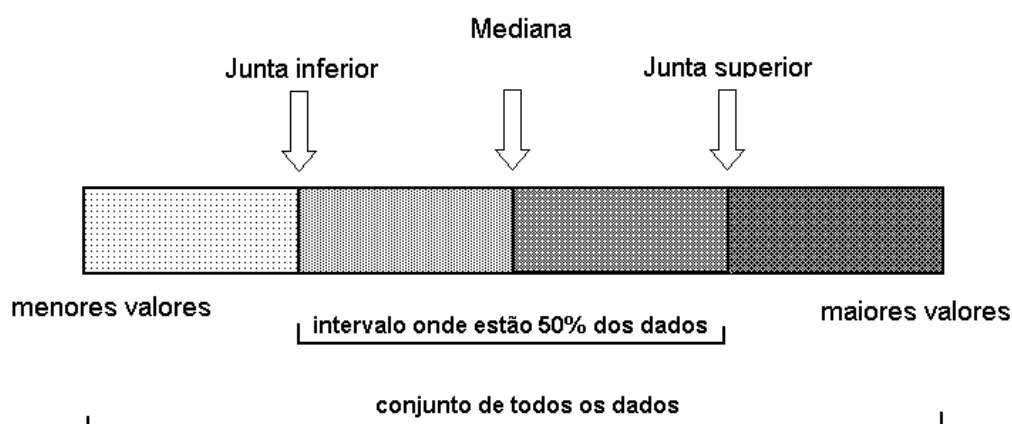 Mediana
Junta inferior
Junta superior
menores valores
maiores valores
intervalo onde estão 50% dos dados
conjunto de todos os dados